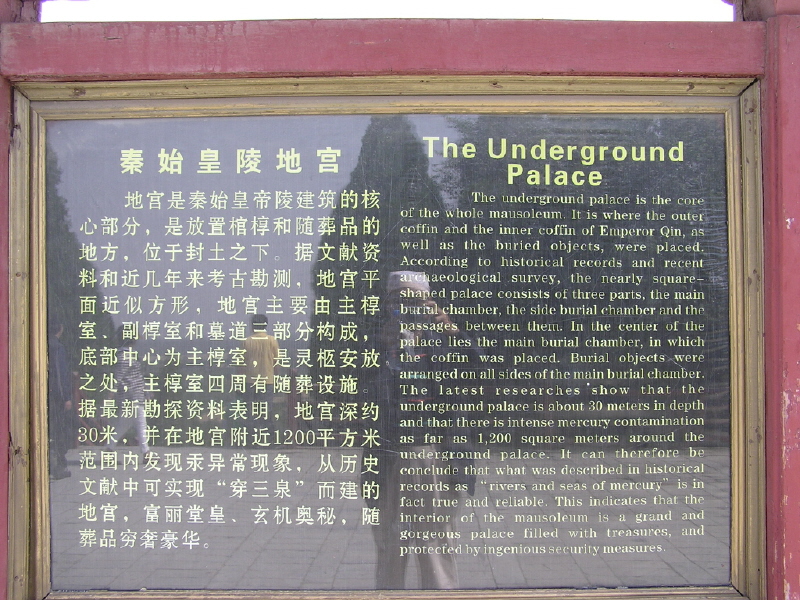 秦始皇陵地宫
地宫是秦始皇帝陵建筑的核
心部分，是放置棺椁和随葬品的
地方，位于封土之下。据文献资
料和近几年来考古勘测，地宫平
面近似方形，地宫主要由主椁
室、副椁室和墓道三部分构成，
底部中心为主椁室，是灵柩安放
之处，主椁室四周有随葬设施。
据最新勘探资料表明，地宫深约
30米，并在地宫附近1200平方米
范围内发现汞异常现象，从历史
文献中可实现“穿三泉”而建的
地宫，富丽堂皇、玄机奥秘，随
葬品穷奢豪华。
The Underground
Palace
The underground palace is the core
of the whole mausoleum. It is where the outer
coffin and the inner coffin of Emperor Qin, as
well as the buried objects, were placed.
According to historical records and recent
archaeological survey, the nearly square-
shaped palace consists of three parts, the main
burial chamber, the side burial chamber and the
passages between them. In the center of the
palace lies the main burial chamber, in which
the coffin was placed. Burial objects were
arranged on all sides of the main burial chamber.
The latest researches show that the
underground palace is about 30 meters in depth
and that there is intense mercury contamination
as far as 1,200 square meters around the
underground palace. It can therefore be
conclude that what was described in historical
records as “rivers and seas of mercury” is in
fact true and reliable. This indicates that the
interior of the mausoleum is a grand and
gorgeous palace filled with treasures, and
protected by ingenious security measures.